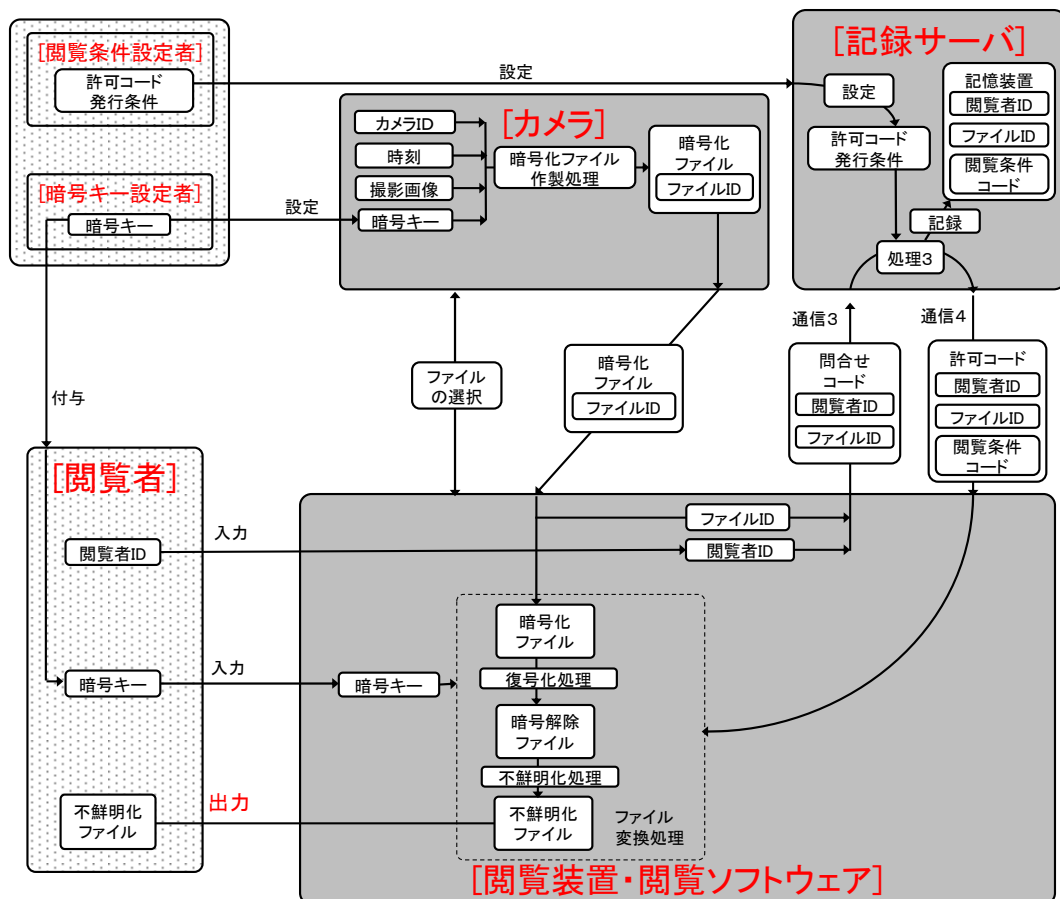 [閲覧条件設定者]
許可コード
発行条件
[暗号キー設定者]
暗号キー
設定
設定
付与
[カメラ]
カメラID
時刻
撮影画像
暗号キー
暗号化ファイル
作製処理
暗号化
ファイル
ファイルID
[記録サーバ]
設定
許可コード
発行条件
記憶装置
閲覧者ID
ファイルID
閲覧条件
コード
記録
処理3
ファイル
の選択
暗号化
ファイル
ファイルID
通信3
問合せ
コード
閲覧者ID
ファイルID
通信4
許可コード
閲覧者ID
ファイルID
閲覧条件
コード
[閲覧者]
閲覧者ID
入力
暗号キー
入力
不鮮明化
ファイル
出力
ファイルID
閲覧者ID
暗号キー
暗号化
ファイル
復号化処理
暗号解除
ファイル
不鮮明化処理
不鮮明化
ファイル
ファイル
変換処理
[閲覧装置・閲覧ソフトウェア]